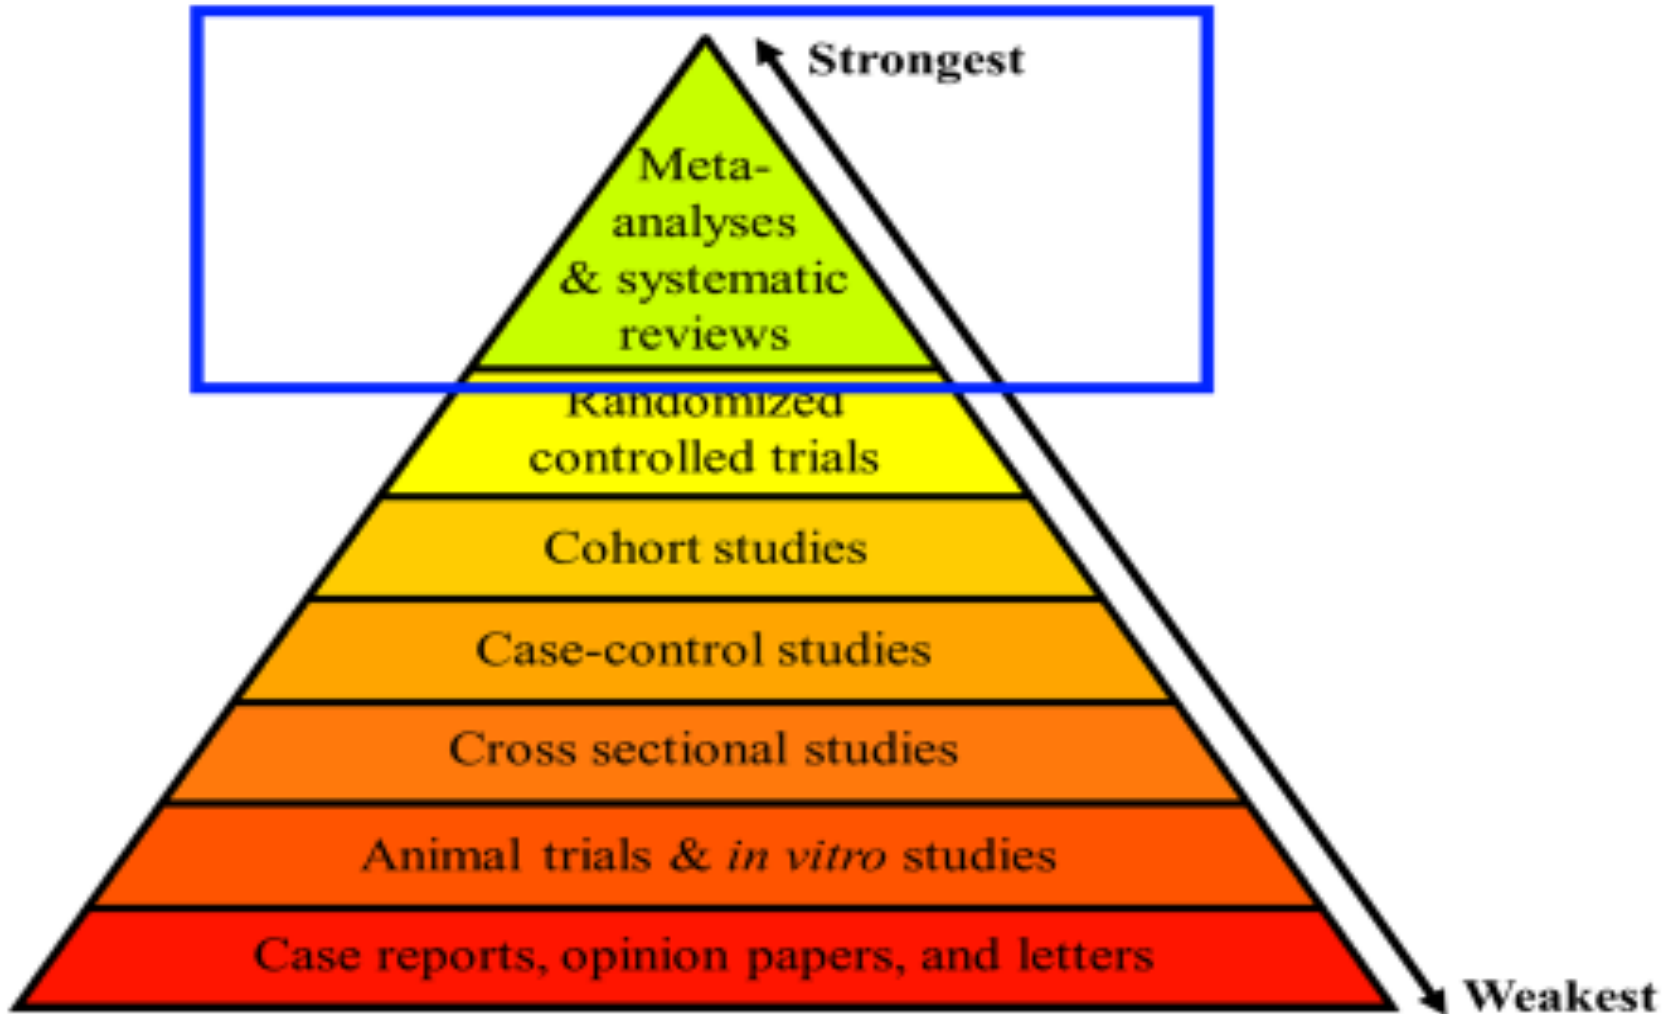 Strongest
Meta-
analyses
& systematic
reviews
Randomized
controlled trials
Cohort studies
Case-control studies
Cross sectional studies
Animal trials & in vitro studies
Case reports, opinion papers, and letters
Weakest